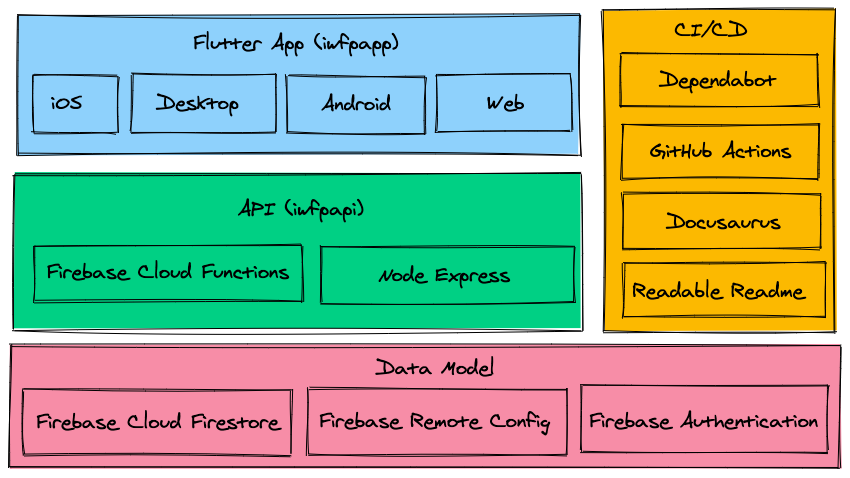 Flutter App (iwfpapp)
iOS
Desktop
Android
Web
API (iwfpapi)
Firebase Cloud Functions
Node Express
CI/CD
Dependabot
GitHub Actions
Docusaurus
Readable Readme
Data Model
Firebase Cloud Firestore
Firebase Remote Config
Firebase Authentication